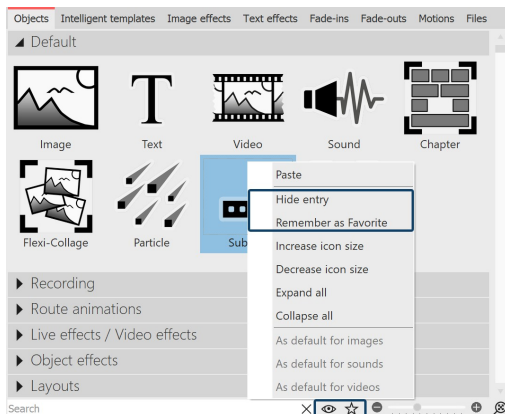 Objects Intelligent templates Image effects Text effects Fade-ins Fade-outs Motions Files
Default
Image Text Video Sound Chapter
Flexi-Collage Particle Sub
Paste
Hide entry
Remember as Favorite
Increase icon size
Decrease icon size
Expand all
Collapse all
As default for images
As default for sounds
As default for videos
Recording
Route animations
Live effects / Video effects
Object effects
Layouts
Search